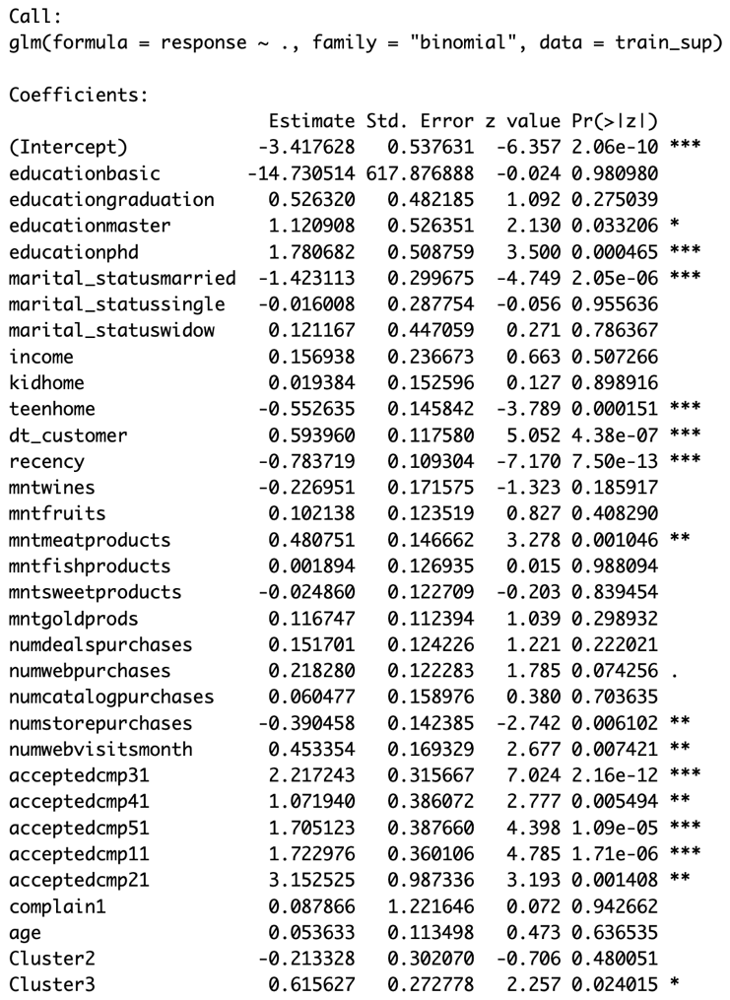 Call:
glm(formula = response ~ ., family = "binomial", data = train_sup)

Coefficients:
                       Estimate Std. Error z value Pr(>|z|)
(Intercept)           -3.417628   0.537631  -6.357 2.06e-10 ***
educationbasic       -14.730514 617.876888  -0.024 0.980980
educationgraduation    0.526320   0.482185   1.092 0.275039
educationmaster        1.120908   0.526351   2.130 0.033206 *
educationphd           1.780682   0.508759   3.500 0.000465 ***
marital_statusmarried -1.423113   0.299675  -4.749 2.05e-06 ***
marital_statussingle  -0.016008   0.287754  -0.056 0.955636
marital_statuswidow    0.121167   0.447059   0.271 0.786367
income                 0.156938   0.236673   0.663 0.507266
kidhome                0.019384   0.152596   0.127 0.898916
teenhome              -0.552635   0.145842  -3.789 0.000151 ***
dt_customer            0.593960   0.117580   5.052 4.38e-07 ***
recency               -0.783719   0.109304  -7.170 7.50e-13 ***
mntwines              -0.226951   0.171575  -1.323 0.185917
mntfruits              0.102138   0.123519   0.827 0.408290
mntmeatproducts        0.480751   0.146662   3.278 0.001046 **
mntfishproducts        0.001894   0.126935   0.015 0.988094
mntsweetproducts      -0.024860   0.122709  -0.203 0.839454
mntgoldprods           0.116747   0.112394   1.039 0.298932
numdealspurchases      0.151701   0.124226   1.221 0.222021
numwebpurchases        0.218280   0.122283   1.785 0.074256 .
numcatalogpurchases    0.060477   0.158976   0.380 0.703635
numstorepurchases     -0.390458   0.142385  -2.742 0.006102 **
numwebvisitsmonth      0.453354   0.169329   2.677 0.007421 **
acceptedcmp31          2.217243   0.315667   7.024 2.16e-12 ***
acceptedcmp41          1.071940   0.386072   2.777 0.005494 **
acceptedcmp51          1.705123   0.387660   4.398 1.09e-05 ***
acceptedcmp11          1.722976   0.360106   4.785 1.71e-06 ***
acceptedcmp21          3.152525   0.987336   3.193 0.001408 **
complain1              0.087866   1.221646   0.072 0.942662
age                    0.053633   0.113498   0.473 0.636535
Cluster2              -0.213328   0.302070  -0.706 0.480051
Cluster3               0.615627   0.272778   2.257 0.024015 *